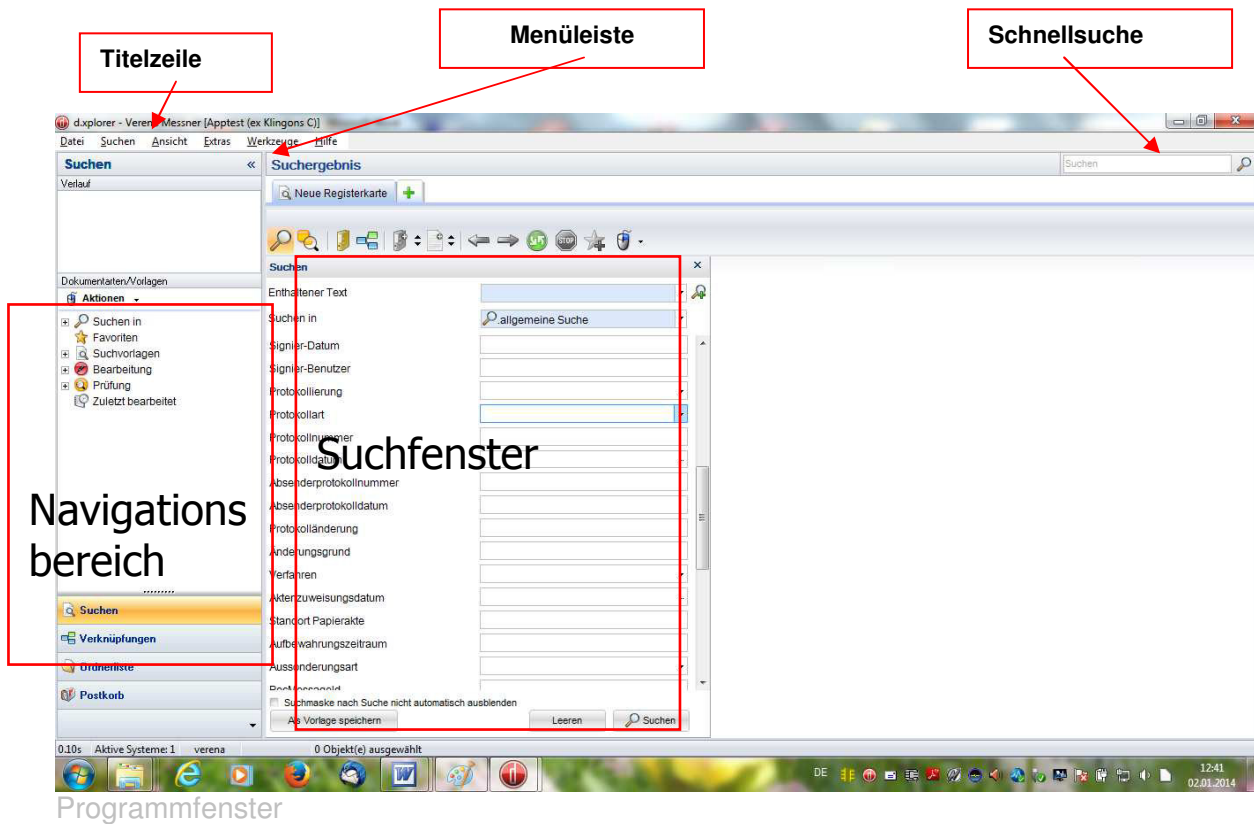 Titelzeile
Menüleiste
Schnellsuche
d.xplorer - Verena Messner [Apptest (ex Klingons C)]
Datei Suchen Ansicht Extras Werkzeuge Hilfe
Suchen «
Suchergebnis
Suchen
Verlauf
Neue Registerkarte
Dokumentarten/Vorlagen
Aktionen
Suchen in
Favoriten
Suchvorlagen
Bearbeitung
Prüfung
Zuletzt bearbeitet
Navigations
bereich
Suchen
Verknüpfungen
Ordnerliste
Postkorb
STOP
Suchen
Enthaltener Text
Suchen in .allgemeine Suche
Signier-Datum
Signier-Benutzer
Protokollierung
Protokollart
Protokollnummer
Protokolldatum
Suchfenster
Absenderprotokollnummer
Absenderprotokolldatum
Protokolländerung
Änderungsgrund
Verfahren
Aktenzuweisungsdatum
Standort Papierakte
Aufbewahrungszeitraum
Aussonderungsart
Suchmaske nach Suche nicht automatisch ausblenden
Als Vorlage speichern Leeren Suchen
0.10s Aktive Systeme: 1 verena 0 Objekt(e) ausgewählt
DE
12:41
02.01.2014
Programmfenster